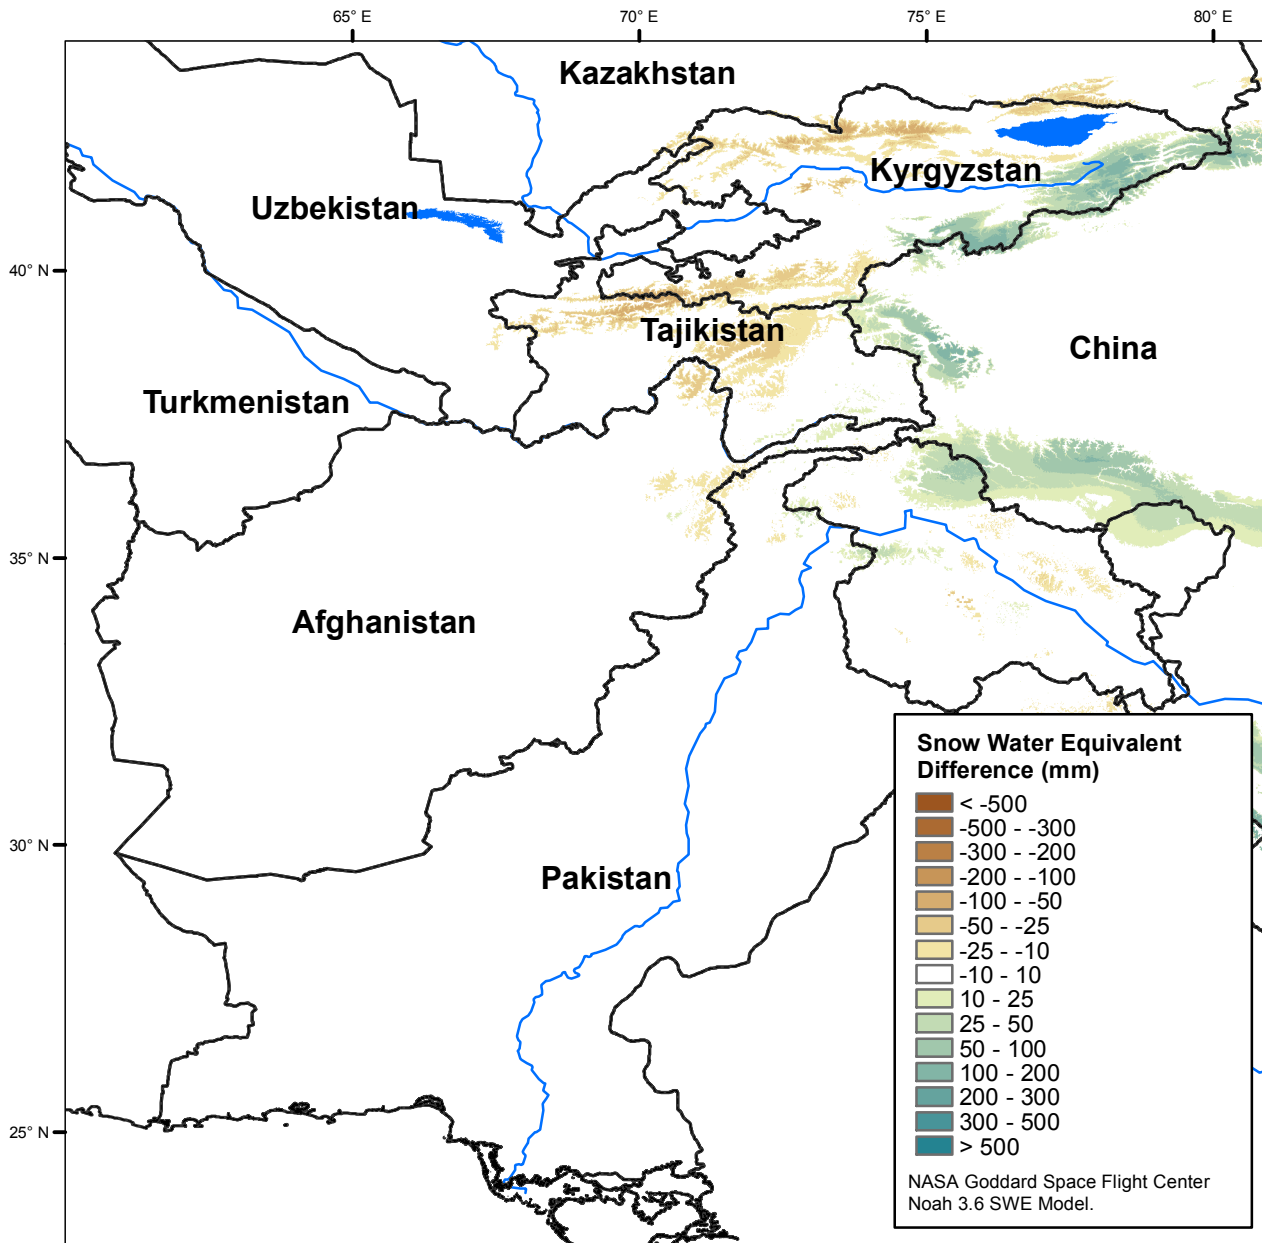 65° E
70° E
75° E
80° E
Kazakhstan
Kyrgyzstan
Uzbekistan
40° N
Tajikistan
China
Turkmenistan
35° N
Afghanistan
Snow Water Equivalent
Difference (mm)
< -500
-500 - -300
-300 - -200
-200 - -100
-100 - -50
-50 - -25
-25 - -10
-10 - 10
10 - 25
25 - 50
50 - 100
100 - 200
200 - 300
300 - 500
> 500
30° N
Pakistan
25° N
NASA Goddard Space Flight Center
Noah 3.6 SWE Model.